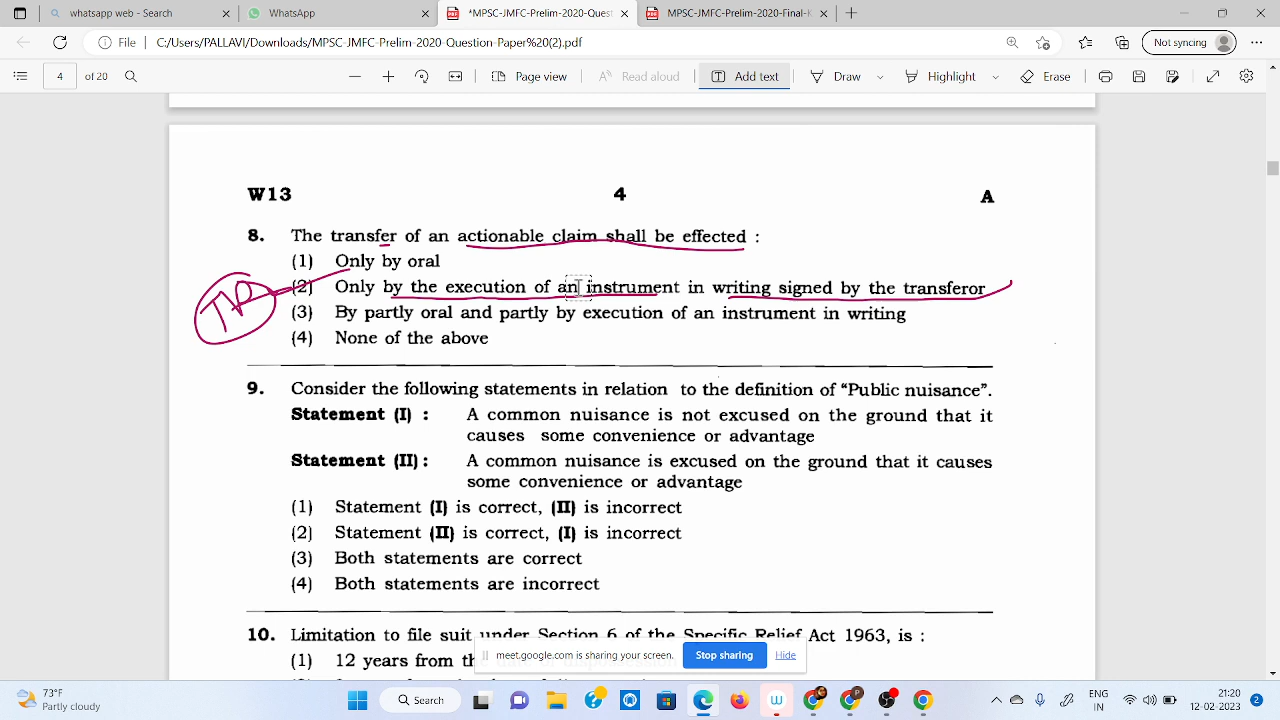 whatsapp web - Search
WhatsApp
*MPSC-JMFC-Prelim-2020-Quest
MPSC-JMFC-Prelim-2020-Final-K
File
C:/Users/PALLAVI/Downloads/MPSC-JMFC-Prelim-2020-Question-Paper%20(2).pdf
Not syncing
4
of 20
Page view
Read aloud
Add text
Draw
Highlight
Erase
W13
4
A
8. The transfer of an actionable claim shall be effected :
(1) Only by oral
(2) Only by the execution of an instrument in writing signed by the transferor
(3) By partly oral and partly by execution of an instrument in writing
(4) None of the above
9. Consider the following statements in relation to the definition of “Public nuisance”.
Statement (I) : A common nuisance is not excused on the ground that it
causes some convenience or advantage
Statement (II) : A common nuisance is excused on the ground that it causes
some convenience or advantage
(1) Statement (I) is correct, (II) is incorrect
(2) Statement (II) is correct, (I) is incorrect
(3) Both statements are correct
(4) Both statements are incorrect
10. Limitation to file suit under Section 6 of the Specific Relief Act 1963, is :
(1) 12 years from th
meet.google.com is sharing your screen.
Stop sharing
Hide
73°F
Partly cloudy
Search
ENG
IN
21:20
12-02-2023
2